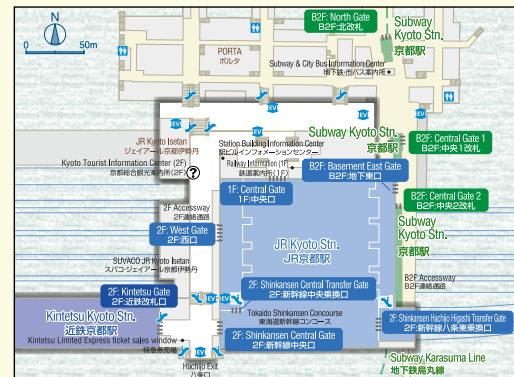 N
0
50m
B2F: North Gate
B2F:北改札
Subway
Kyoto Stn.
京都駅
PORTA
ポルタ
Subway & City Bus Information Center
地下鉄・市バス案内所
EV
EV
EV
JR Kyoto Isetan
ジェイアール京都伊勢丹
Station Building Information Center
駅ビルインフォメーションセンター
Subway Kyoto Stn.
京都駅
B2F: Central Gate 1
B2F:中央1改札
Kyoto Tourist Information Center (2F)
京都総合観光案内所(2F)
?
Railway Information (1F)
鉄道案内所(1F)
B2F: Basement East Gate
B2F:地下東口
1F: Central Gate
1F:中央口
B2F: Central Gate 2
B2F:中央2改札
2F Accessway
2F連絡通路
Subway
Kyoto Stn.
京都駅
2F: West Gate
2F:西口
JR Kyoto Stn.
JR京都駅
SUVACO JR Kyoto Isetan
スバコ・ジェイアール京都伊勢丹
B2F Accessway
B2F連絡通路
2F: Kintetsu Gate
2F:近鉄改札口
2F: Shinkansen Central Transfer Gate
2F:新幹線中央乗換口
EV
EV
Kintetsu Kyoto Stn.
近鉄京都駅
Tokaido Shinkansen Concourse
東海道新幹線コンコース
2F: Shinkansen Hachijo Higashi Transfer Gate
2F:新幹線八条東乗換口
Kintetsu Limited Express ticket sales window
特急券売場
2F: Shinkansen Central Gate
2F:新幹線中央口
EV
Hachijo Exit
八条口
Subway Karasuma Line
地下鉄烏丸線